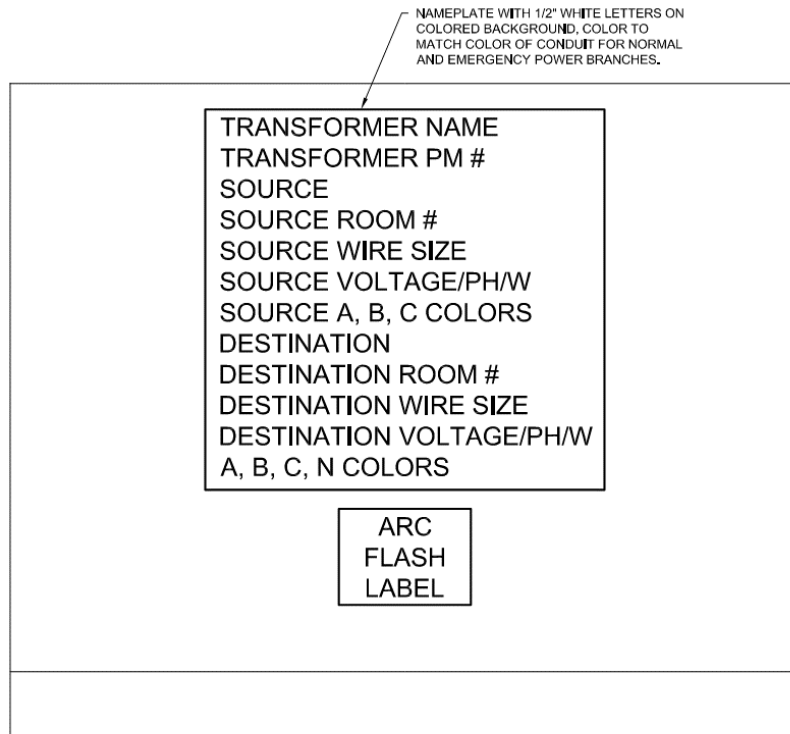 NAMEPLATE WITH 1/2" WHITE LETTERS ON
COLORED BACKGROUND, COLOR TO
MATCH COLOR OF CONDUIT FOR NORMAL
AND EMERGENCY POWER BRANCHES.
TRANSFORMER NAME
TRANSFORMER PM #
SOURCE
SOURCE ROOM #
SOURCE WIRE SIZE
SOURCE VOLTAGE/PH/W
SOURCE A, B, C COLORS
DESTINATION
DESTINATION ROOM #
DESTINATION WIRE SIZE
DESTINATION VOLTAGE/PH/W
A, B, C, N COLORS
ARC
FLASH
LABEL